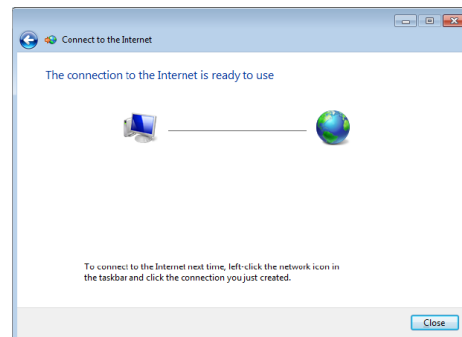 Connect to the Internet
The connection to the Internet is ready to use
To connect to the Internet next time, left-click the network icon in
the taskbar and click the connection you just created.
Close